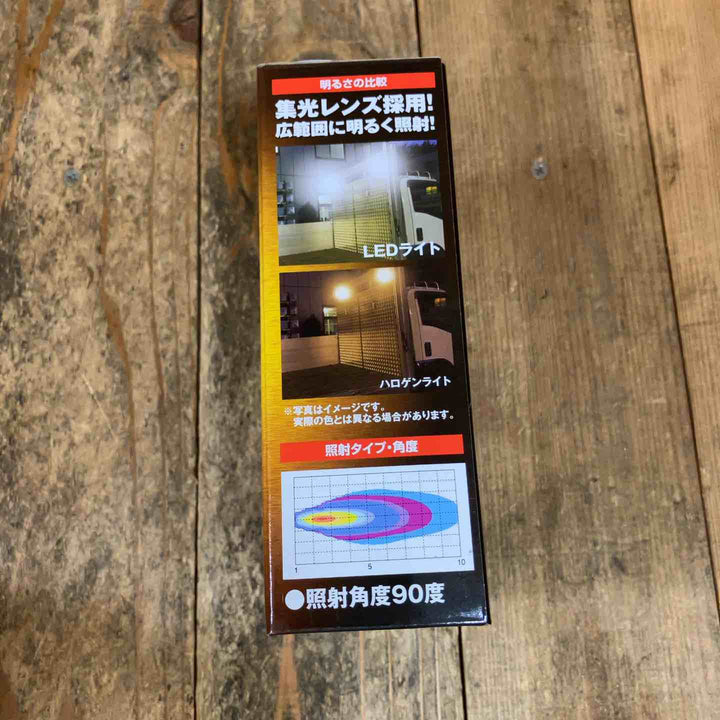 明るさの比較
集光レンズ採用!
広範囲に明るく照射!
LEDライト
ハロゲンライト
※写真はイメージです。
実際の色とは異なる場合があります。
照射タイプ・角度
1 5 10
●照射角度90度